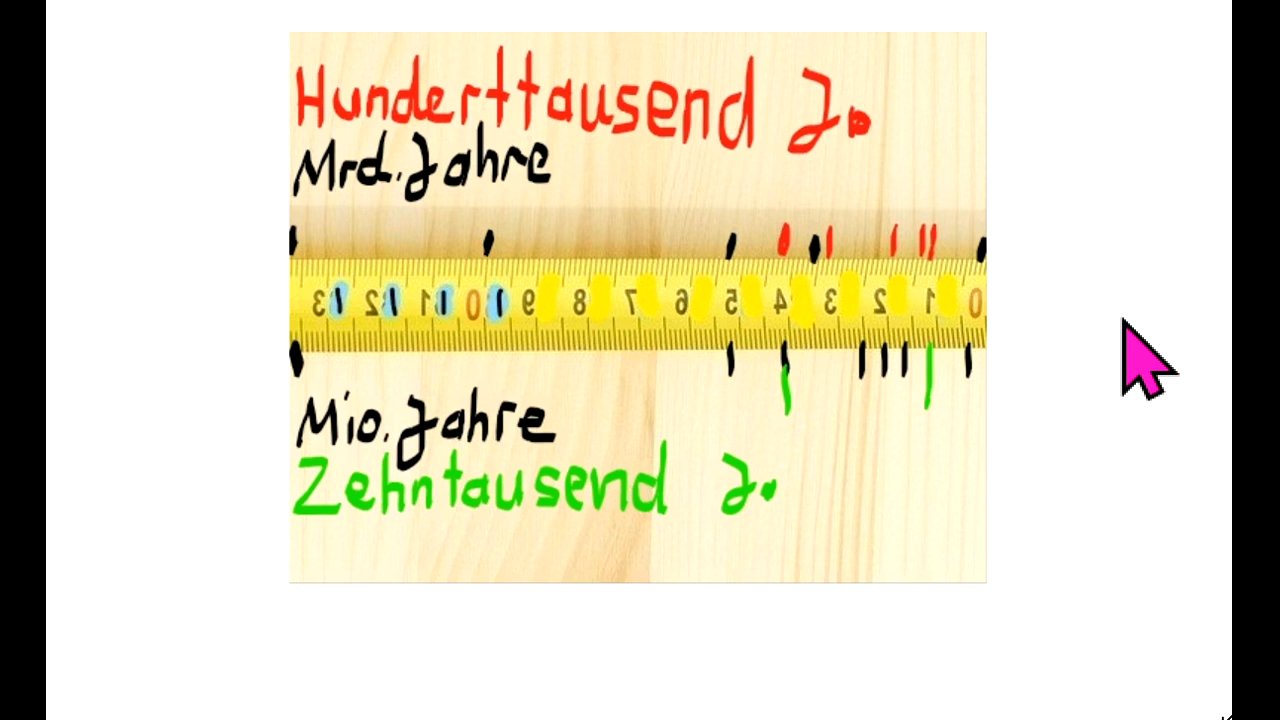 Hunderttausend J.
Mrd. Jahre
13 12 11 10 9 8 7 6 5 4 3 2 1 0
Mio. Jahre
Zehntausend J.